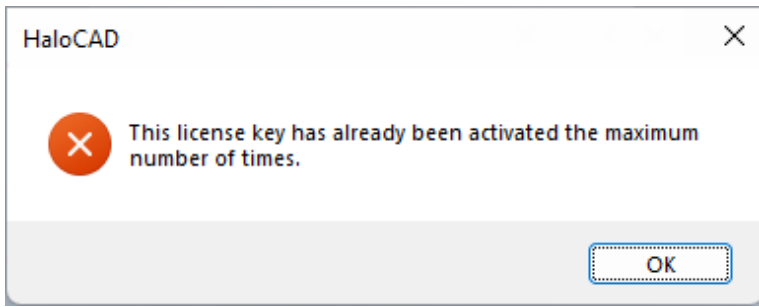 HaloCAD
This license key has already been activated the maximum
number of times.
OK